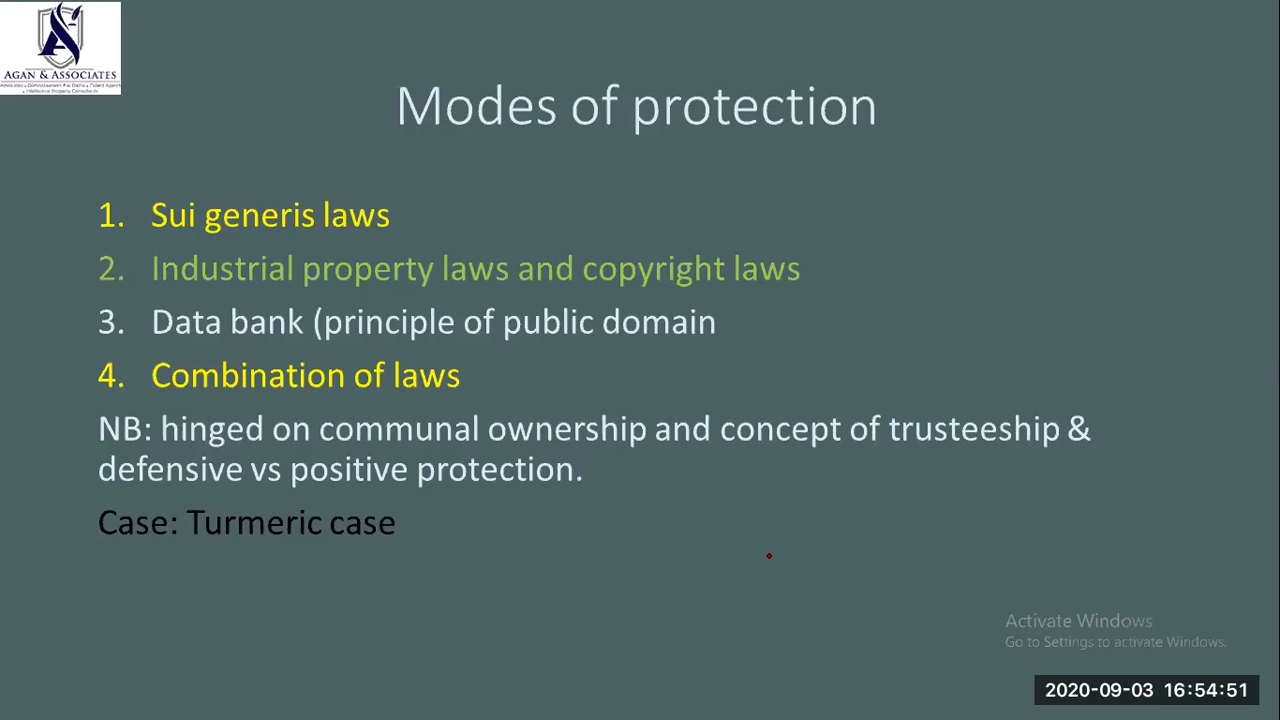 AGAN & ASSOCIATES
Modes of protection
1. Sui generis laws
2. Industrial property laws and copyright laws
3. Data bank (principle of public domain
4. Combination of laws
NB: hinged on communal ownership and concept of trusteeship &
defensive vs positive protection.
Case: Turmeric case
Activate Windows
Go to Settings to activate Windows.
2020-09-03 16:54:51